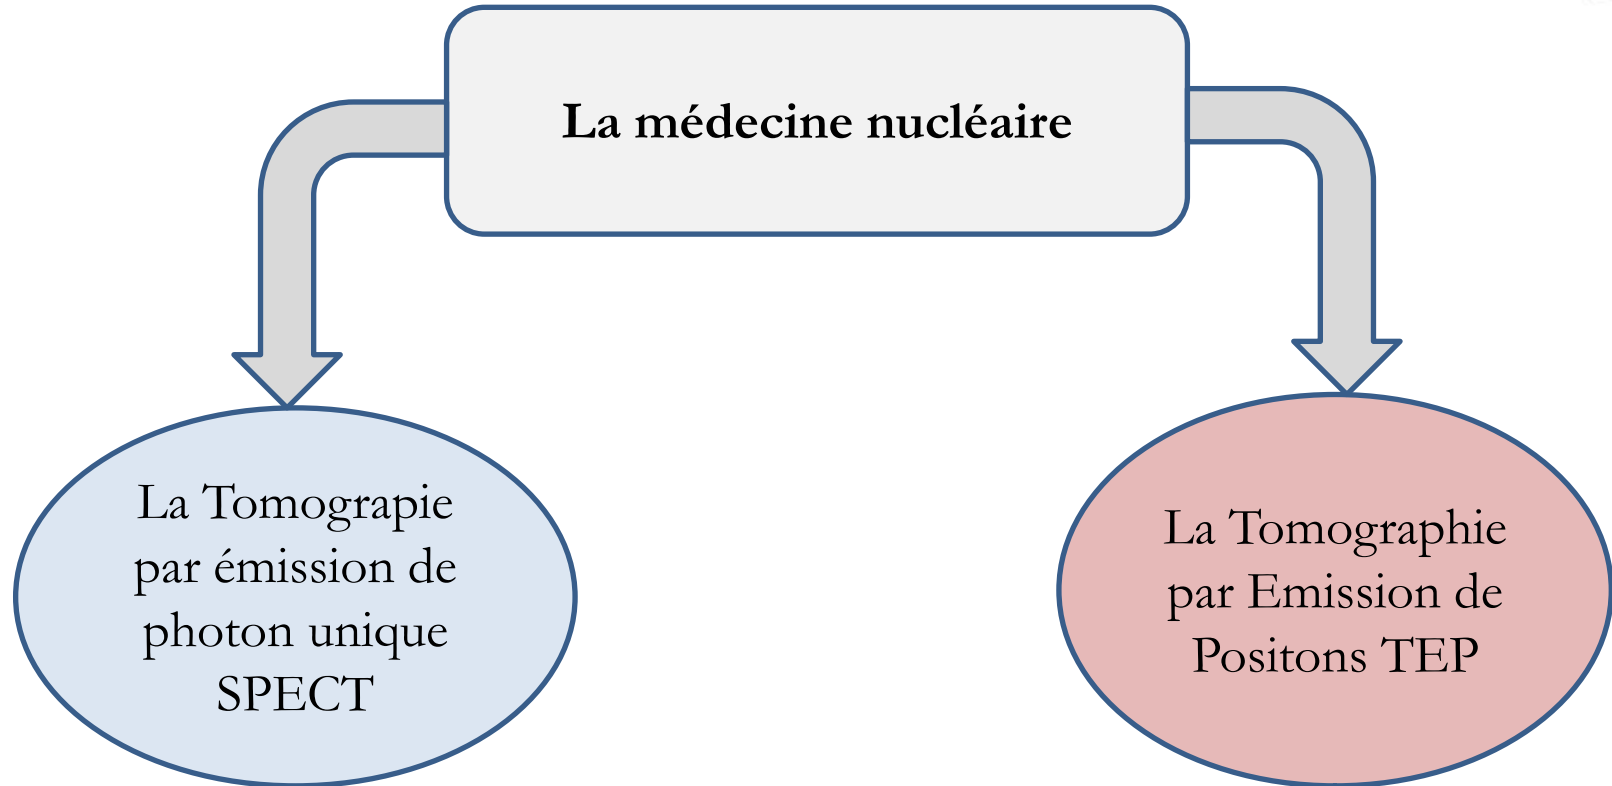 La médecine nucléaire
La Tomograpie
par émission de
photon unique
SPECT
La Tomographie
par Emission de
Positons TEP